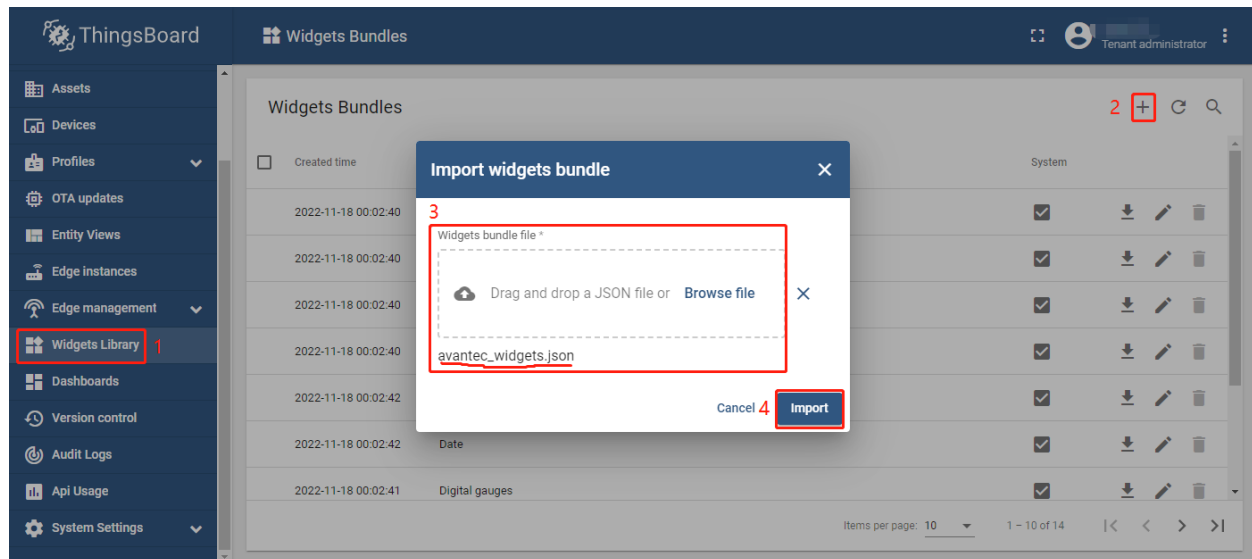 ThingsBoard
Widgets Bundles
Tenant administrator
Assets
Devices
Profiles
OTA updates
Entity Views
Edge instances
Edge management
Widgets Library 1
Dashboards
Version control
Audit Logs
Api Usage
System Settings
Widgets Bundles
2
Created time
System
2022-11-18 00:02:40
2022-11-18 00:02:40
2022-11-18 00:02:40
2022-11-18 00:02:40
2022-11-18 00:02:42
2022-11-18 00:02:42 Date
2022-11-18 00:02:41 Digital gauges
Import widgets bundle
3
Widgets bundle file *
Drag and drop a JSON file or Browse file
avantec_widgets.json
Cancel 4 Import
Items per page: 10 1 – 10 of 14